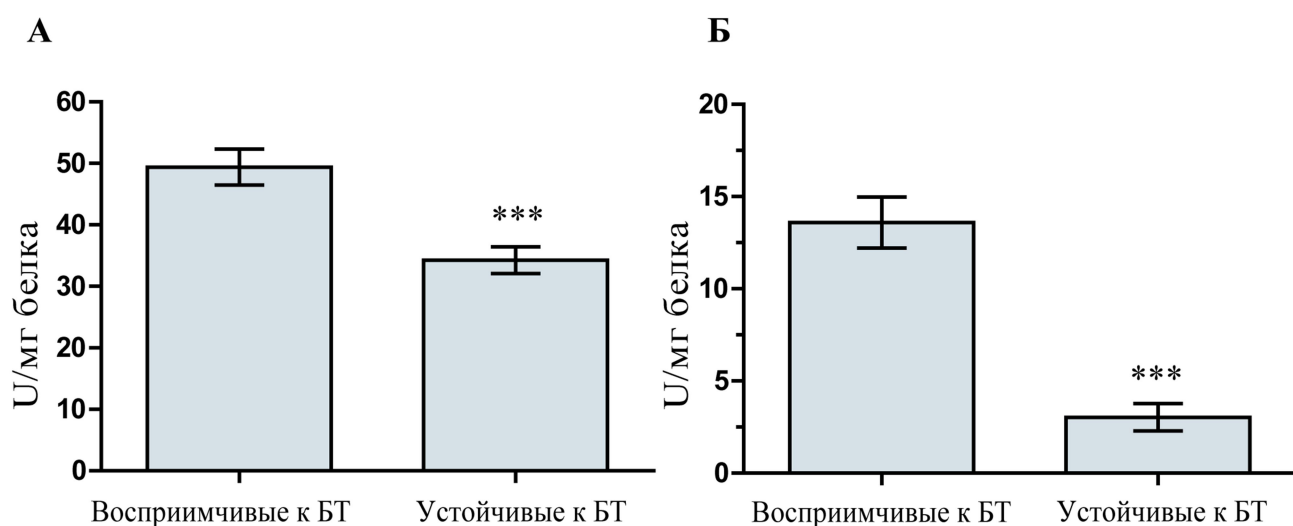 А
60
50
40
30
20
10
0
U/мг белка
***
Восприимчивые к БТ
Устойчивые к БТ
Б
20
15
10
5
0
U/мг белка
***
Восприимчивые к БТ
Устойчивые к БТ